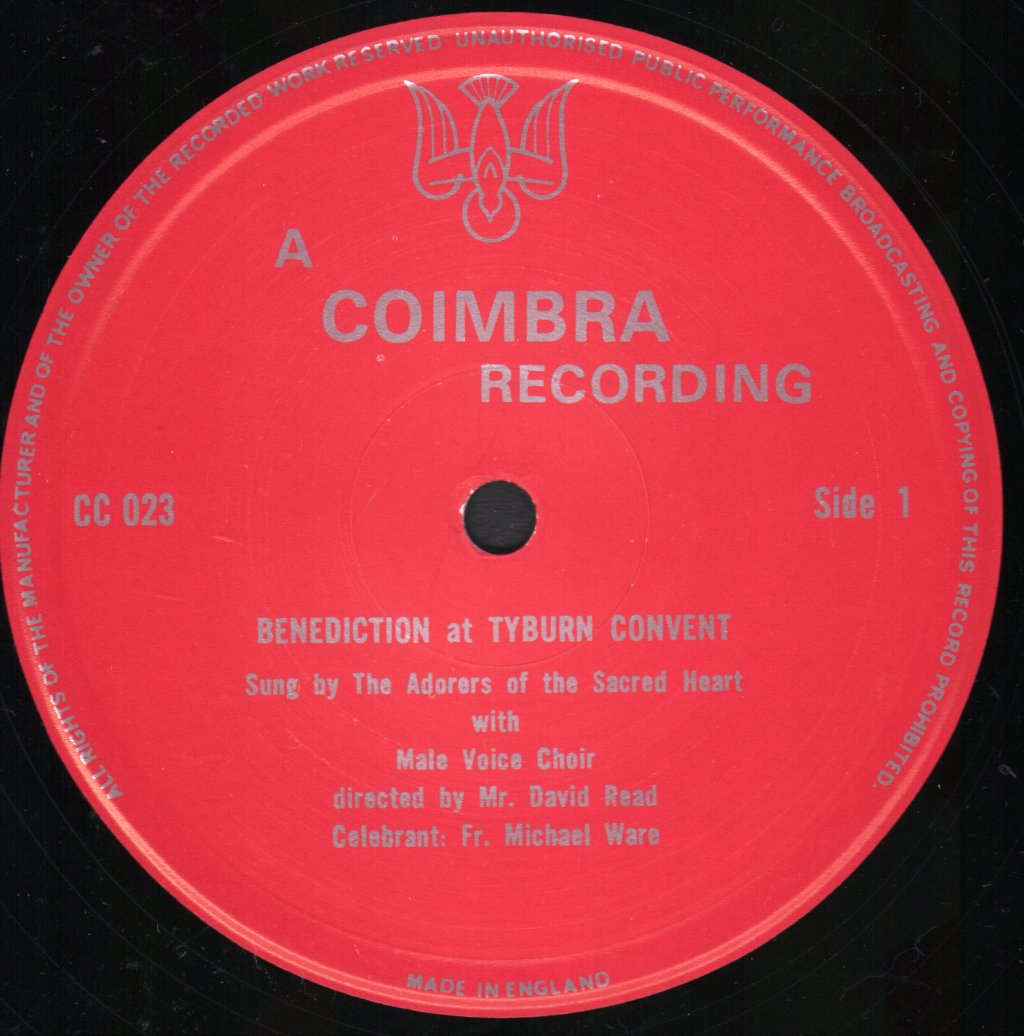 ALL RIGHTS OF THE MANUFACTURER AND OF THE OWNER OF THE RECORDED WORK RESERVED UNAUTHORISED PUBLIC PERFORMANCE BROADCASTING AND COPYING OF THIS RECORD PROHIBITED.
A
COIMBRA
RECORDING
CC 023
Side 1
BENEDICTION at TYBURN CONVENT
Sung by The Adorers of the Sacred Heart
with
Male Voice Choir
directed by Mr. David Read
Celebrant: Fr. Michael Ware
MADE IN ENGLAND